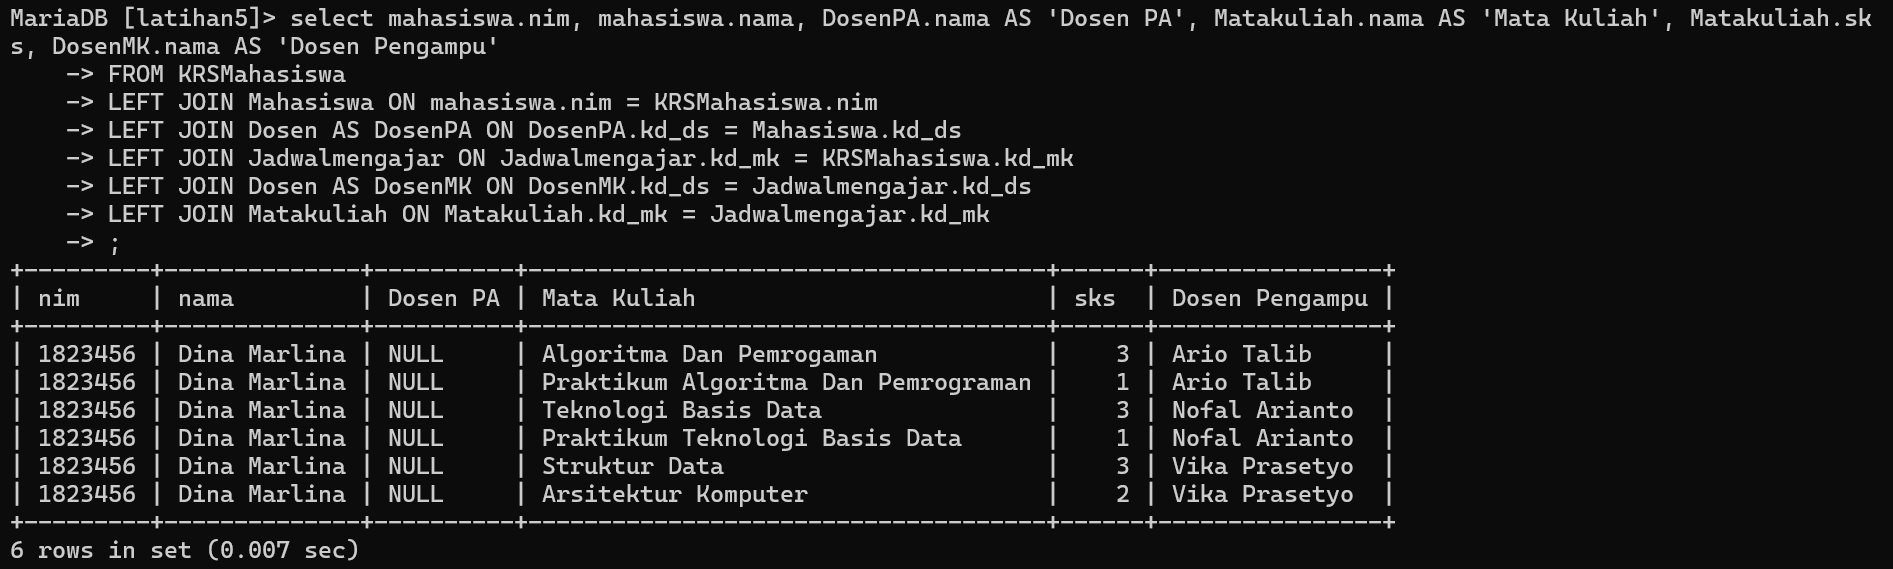 MariaDB [latihan5]> select mahasiswa.nim, mahasiswa.nama, DosenPA.nama AS 'Dosen PA', Matakuliah.nama AS 'Mata Kuliah', Matakuliah.sk
s, DosenMK.nama AS 'Dosen Pengampu'
    -> FROM KRSMahasiswa
    -> LEFT JOIN Mahasiswa ON mahasiswa.nim = KRSMahasiswa.nim
    -> LEFT JOIN Dosen AS DosenPA ON DosenPA.kd_ds = Mahasiswa.kd_ds
    -> LEFT JOIN Jadwalmengajar ON Jadwalmengajar.kd_mk = KRSMahasiswa.kd_mk
    -> LEFT JOIN Dosen AS DosenMK ON DosenMK.kd_ds = Jadwalmengajar.kd_ds
    -> LEFT JOIN Matakuliah ON Matakuliah.kd_mk = Jadwalmengajar.kd_mk
    -> ;
+---------+--------------+----------+-------------------------------------+------+----------------+
| nim     | nama         | Dosen PA | Mata Kuliah                         | sks  | Dosen Pengampu |
+---------+--------------+----------+-------------------------------------+------+----------------+
| 1823456 | Dina Marlina | NULL     | Algoritma Dan Pemrogaman            |    3 | Ario Talib     |
| 1823456 | Dina Marlina | NULL     | Praktikum Algoritma Dan Pemrograman |    1 | Ario Talib     |
| 1823456 | Dina Marlina | NULL     | Teknologi Basis Data                |    3 | Nofal Arianto  |
| 1823456 | Dina Marlina | NULL     | Praktikum Teknologi Basis Data      |    1 | Nofal Arianto  |
| 1823456 | Dina Marlina | NULL     | Struktur Data                       |    3 | Vika Prasetyo  |
| 1823456 | Dina Marlina | NULL     | Arsitektur Komputer                 |    2 | Vika Prasetyo  |
+---------+--------------+----------+-------------------------------------+------+----------------+
6 rows in set (0.007 sec)